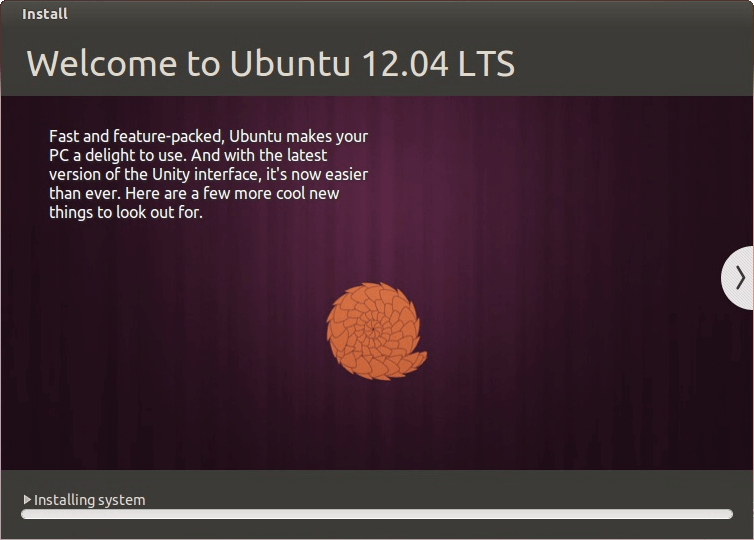 Install
Welcome to Ubuntu 12.04 LTS
Fast and feature-packed, Ubuntu makes your
PC a delight to use. And with the latest
version of the Unity interface, it's now easier
than ever. Here are a few more cool new
things to look out for.
Installing system